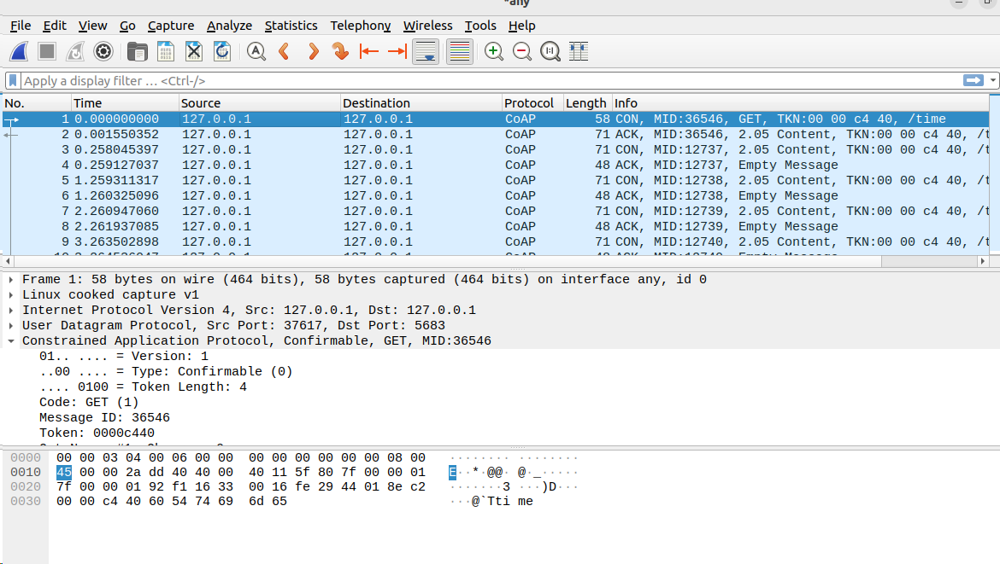 *any
File Edit View Go Capture Analyze Statistics Telephony Wireless Tools Help
Apply a display filter … <Ctrl-/>
No. Time Source Destination Protocol Length Info
1 0.000000000 127.0.0.1 127.0.0.1 CoAP 58 CON, MID:36546, GET, TKN:00 00 c4 40, /time
2 0.001550352 127.0.0.1 127.0.0.1 CoAP 71 ACK, MID:36546, 2.05 Content, TKN:00 00 c4 40, /t
3 0.258045397 127.0.0.1 127.0.0.1 CoAP 71 CON, MID:12737, 2.05 Content, TKN:00 00 c4 40, /t
4 0.259127037 127.0.0.1 127.0.0.1 CoAP 48 ACK, MID:12737, Empty Message
5 1.259311317 127.0.0.1 127.0.0.1 CoAP 71 CON, MID:12738, 2.05 Content, TKN:00 00 c4 40, /t
6 1.260325096 127.0.0.1 127.0.0.1 CoAP 48 ACK, MID:12738, Empty Message
7 2.260947060 127.0.0.1 127.0.0.1 CoAP 71 CON, MID:12739, 2.05 Content, TKN:00 00 c4 40, /t
8 2.261937085 127.0.0.1 127.0.0.1 CoAP 48 ACK, MID:12739, Empty Message
9 3.263502898 127.0.0.1 127.0.0.1 CoAP 71 CON, MID:12740, 2.05 Content, TKN:00 00 c4 40, /t
Frame 1: 58 bytes on wire (464 bits), 58 bytes captured (464 bits) on interface any, id 0
Linux cooked capture v1
Internet Protocol Version 4, Src: 127.0.0.1, Dst: 127.0.0.1
User Datagram Protocol, Src Port: 37617, Dst Port: 5683
Constrained Application Protocol, Confirmable, GET, MID:36546
01.. .... = Version: 1
..00 .... = Type: Confirmable (0)
.... 0100 = Token Length: 4
Code: GET (1)
Message ID: 36546
Token: 0000c440
0000 00 00 03 04 00 06 00 00 00 00 00 00 00 00 08 00 ········ ········
0010 45 00 00 2a dd 40 40 00 40 11 5f 80 7f 00 00 01 E··*·@@· @·_·····
0020 7f 00 00 01 92 f1 16 33 00 16 fe 29 44 01 8e c2 ·······3 ···)D···
0030 00 00 c4 40 60 54 74 69 6d 65 ···@`Tti me